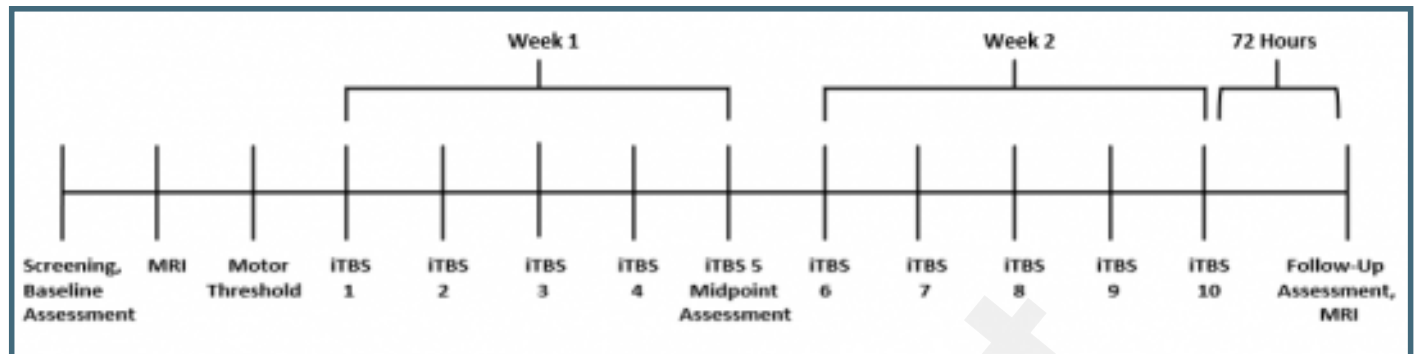 Week 1
Week 2
72 Hours
Screening,
Baseline
Assessment
MRI
Motor
Threshold
iTBS
1
iTBS
2
iTBS
3
iTBS
4
iTBS 5
Midpoint
Assessment
iTBS
6
iTBS
7
iTBS
8
iTBS
9
iTBS
10
Follow-Up
Assessment,
MRI